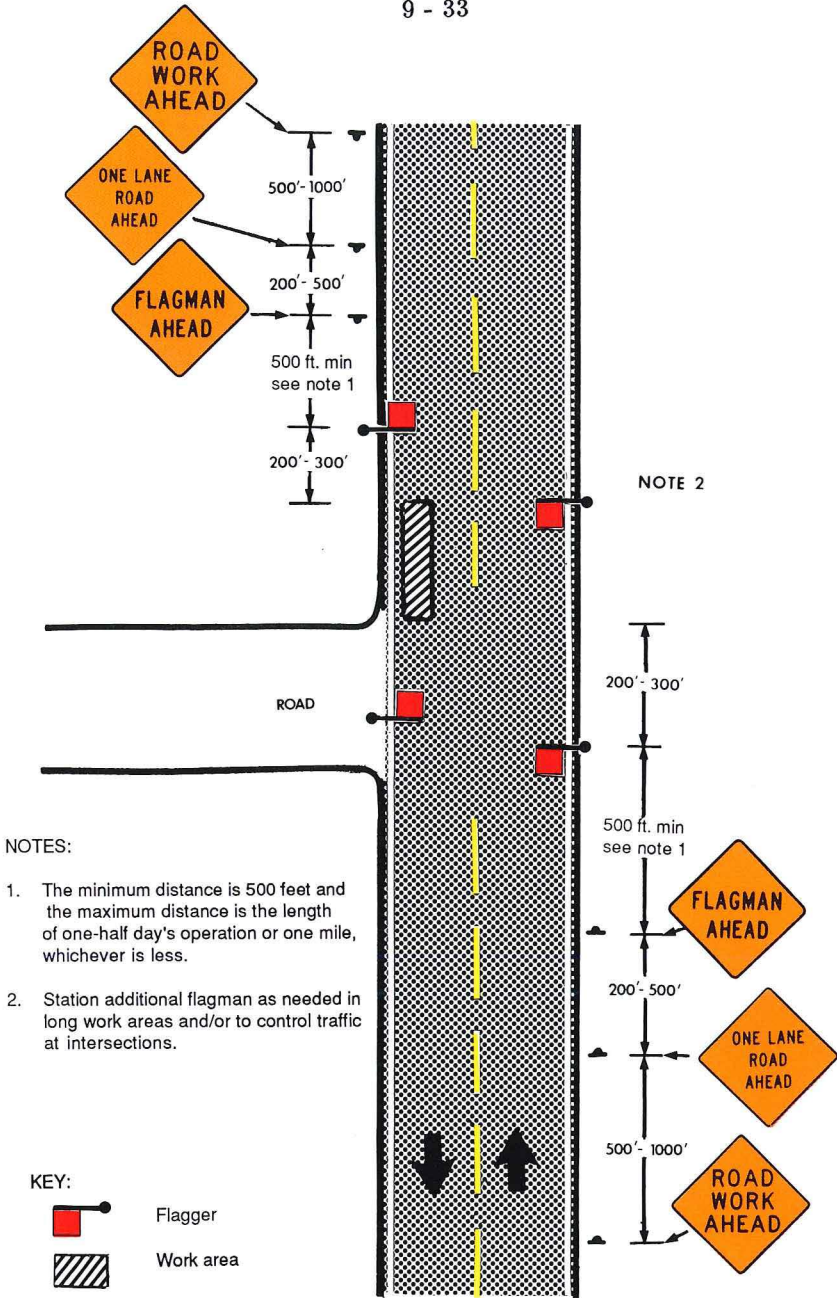 9 - 33
ROAD
WORK
AHEAD
500'-1000'
ONE LANE
ROAD
AHEAD
200'-500'
FLAGMAN
AHEAD
500 ft. min
see note 1
200'-300'
NOTE 2
ROAD
200'-300'
500 ft. min
see note 1
FLAGMAN
AHEAD
200'-500'
ONE LANE
ROAD
AHEAD
500'-1000'
ROAD
WORK
AHEAD
NOTES:
1. The minimum distance is 500 feet and
the maximum distance is the length
of one-half day's operation or one mile,
whichever is less.
2. Station additional flagman as needed in
long work areas and/or to control traffic
at intersections.
KEY:
Flagger
Work area